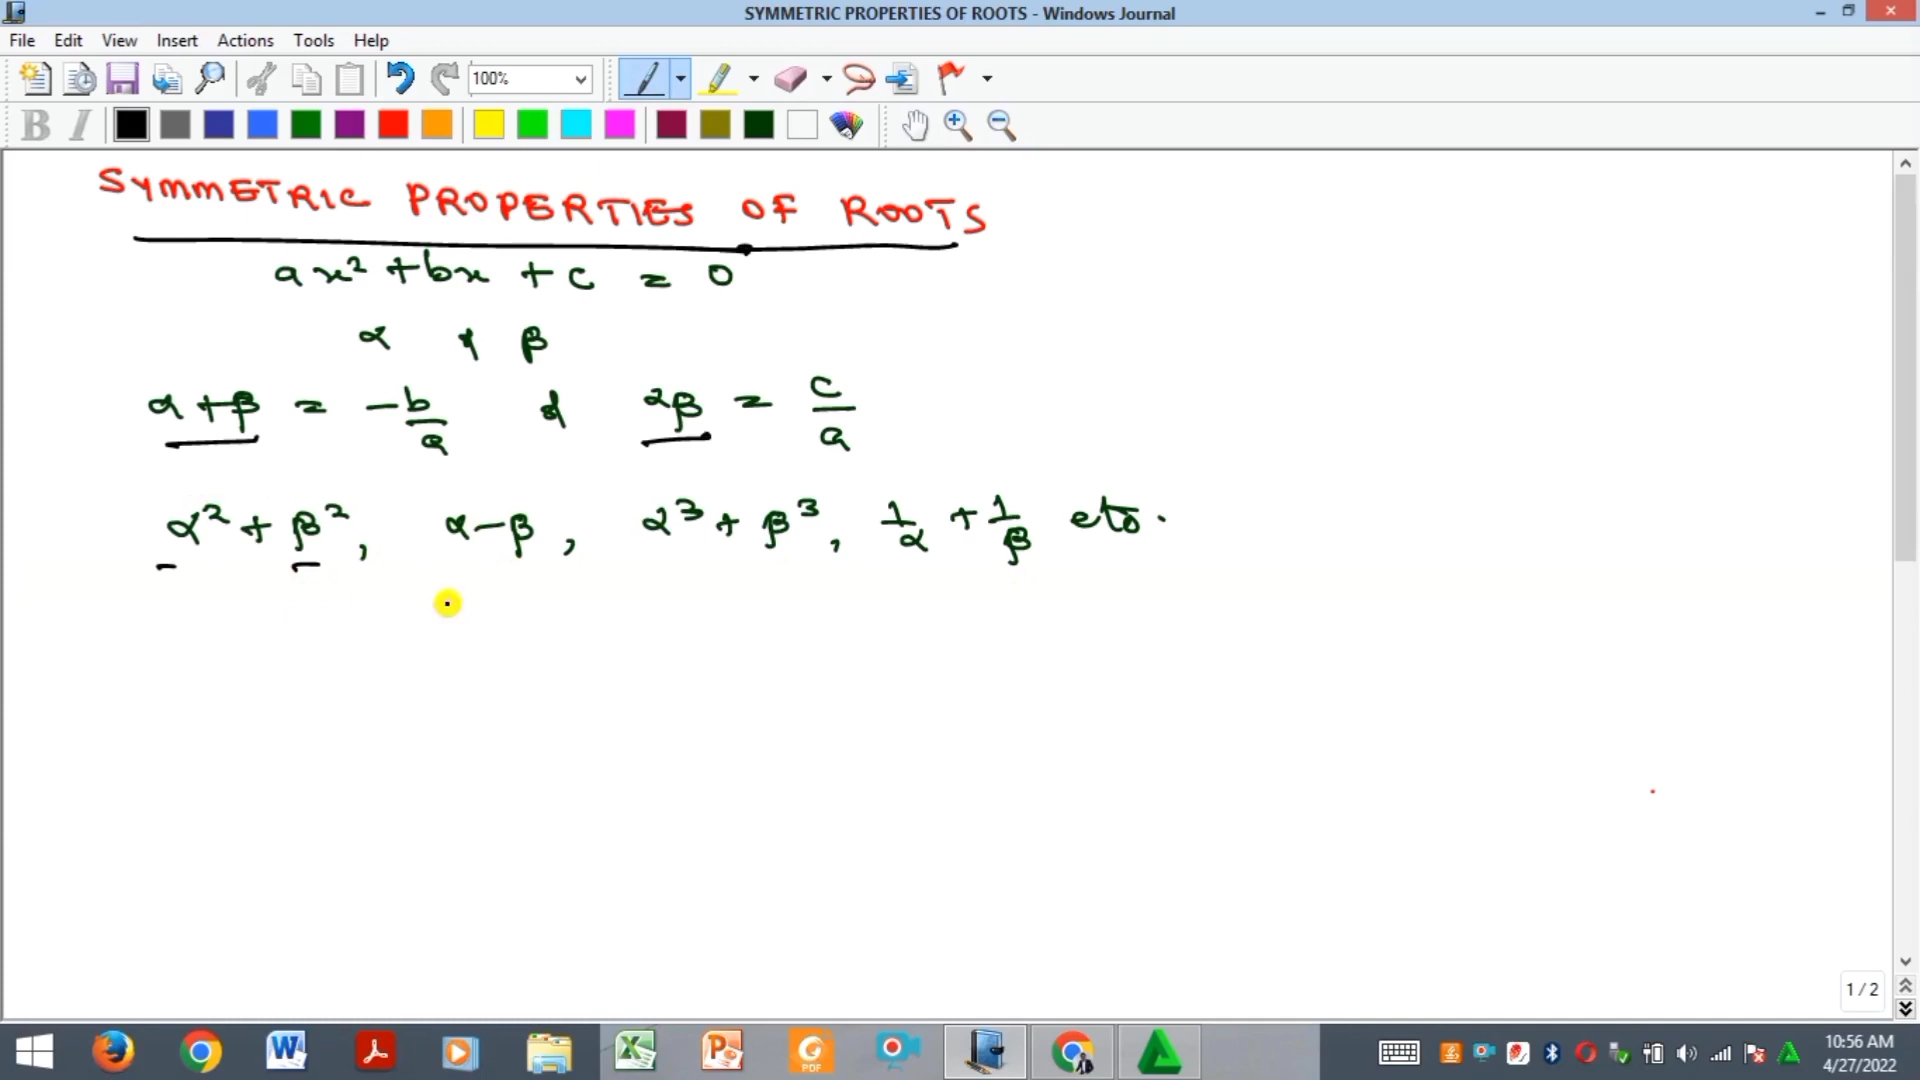 SYMMETRIC PROPERTIES OF ROOTS - Windows Journal
File Edit View Insert Actions Tools Help
100%
B I
SYMMETRIC PROPERTIES OF ROOTS
ax² + bx + c = 0
α & β
α + β = -b/a & αβ = c/a
α² + β², α - β, α³ + β³, 1/α + 1/β etc.
1 / 2
10:56 AM
4/27/2022